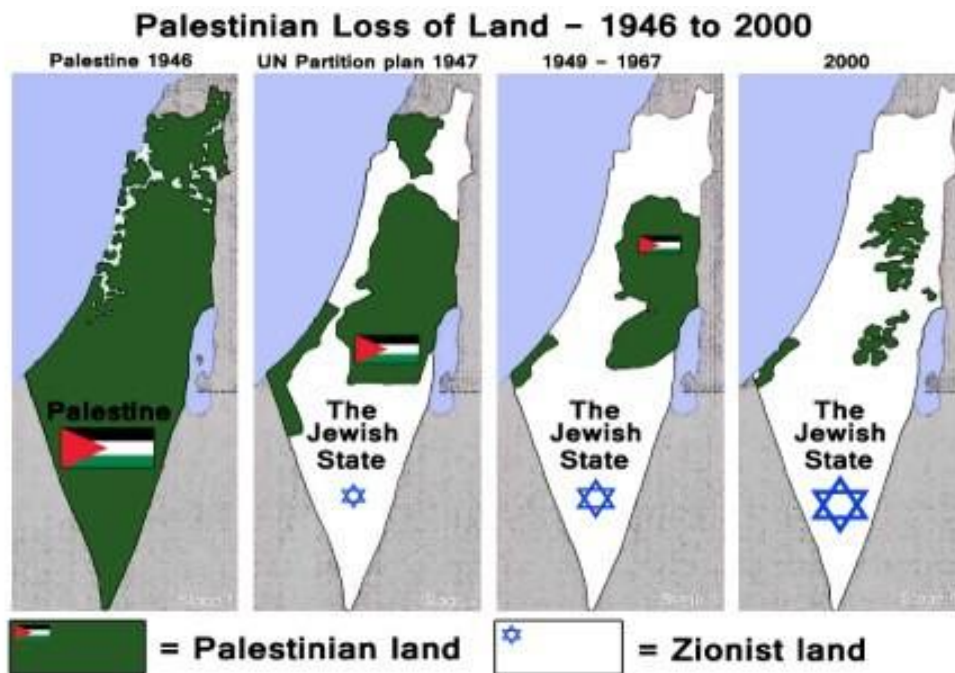 Palestinian Loss of Land – 1946 to 2000
Palestine 1946
UN Partition plan 1947
1949 – 1967
2000
Palestine
The
Jewish
State
The
Jewish
State
The
Jewish
State
= Palestinian land
= Zionist land